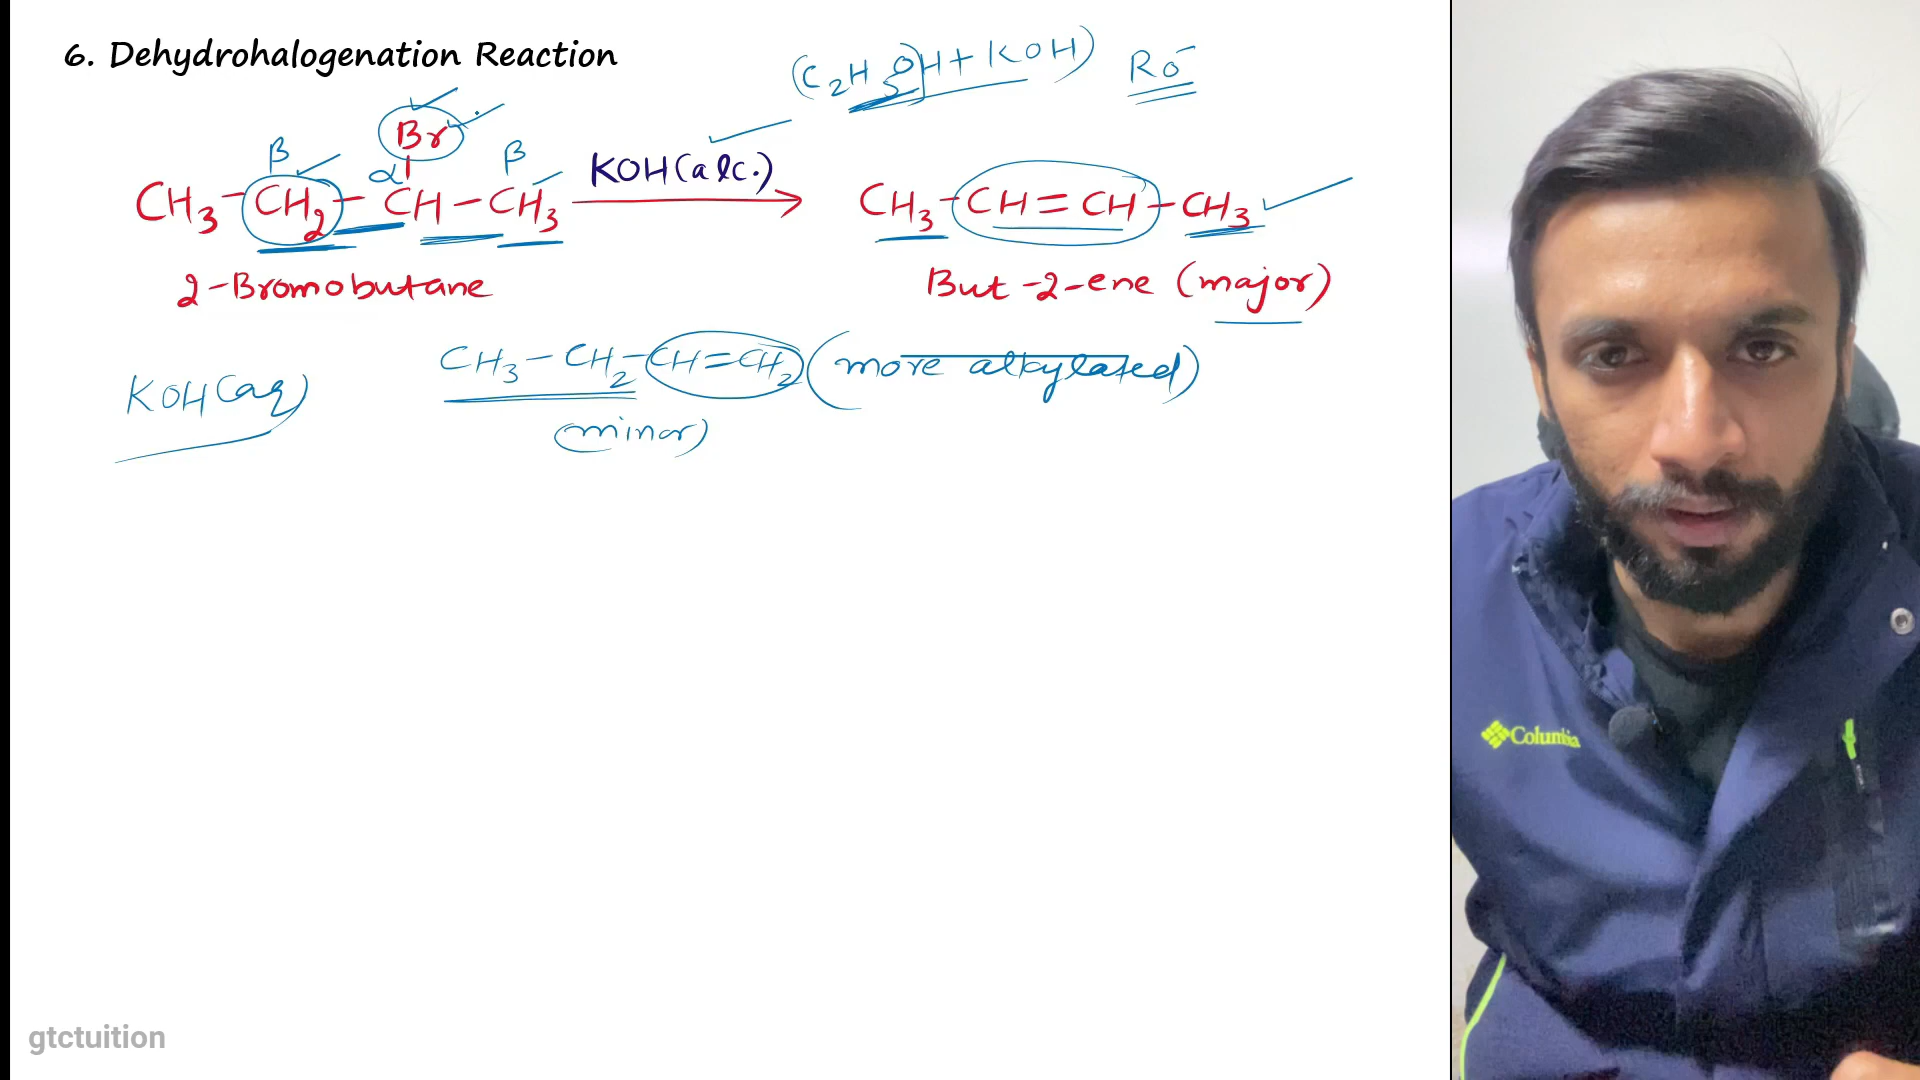 6. Dehydrohalogenation Reaction
(C2H5OH + KOH) RO⁻
Br
β α β
CH3 - CH2 - CH - CH3 KOH(alc.) CH3 - CH = CH - CH3
2-Bromobutane But-2-ene (major)
CH3 - CH2 - CH = CH2 (more alkylated)
KOH(aq)
(minor)
Columbia
gtctuition